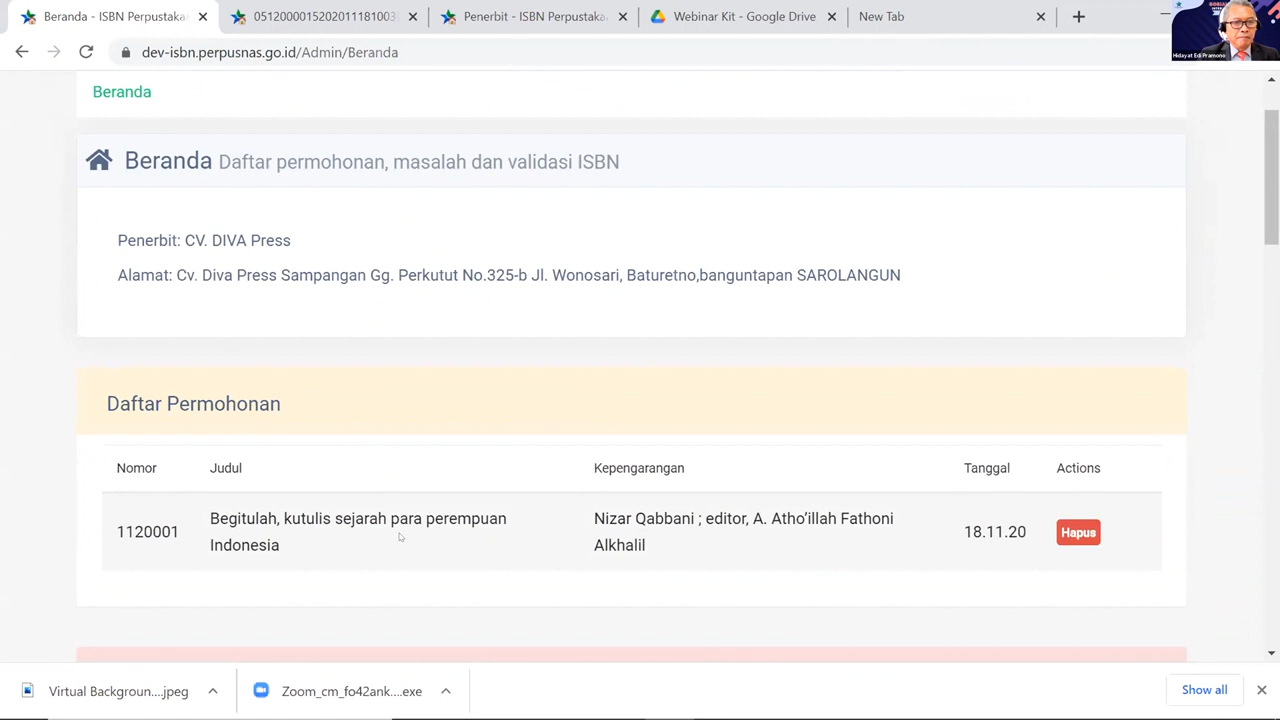 Beranda - ISBN Perpustaka
0512000015202011181003
Penerbit - ISBN Perpustaka
Webinar Kit - Google Drive
New Tab
dev-isbn.perpusnas.go.id/Admin/Beranda
Hidayat Edi Pramono
Beranda
Beranda Daftar permohonan, masalah dan validasi ISBN
Penerbit: CV. DIVA Press
Alamat: Cv. Diva Press Sampangan Gg. Perkutut No.325-b Jl. Wonosari, Baturetno,banguntapan SAROLANGUN
Daftar Permohonan
Nomor Judul Kepengarangan Tanggal Actions
1120001 Begitulah, kutulis sejarah para perempuan Indonesia Nizar Qabbani ; editor, A. Atho’illah Fathoni Alkhalil 18.11.20 Hapus
Virtual Backgroun....jpeg
Zoom_cm_fo42ank....exe
Show all